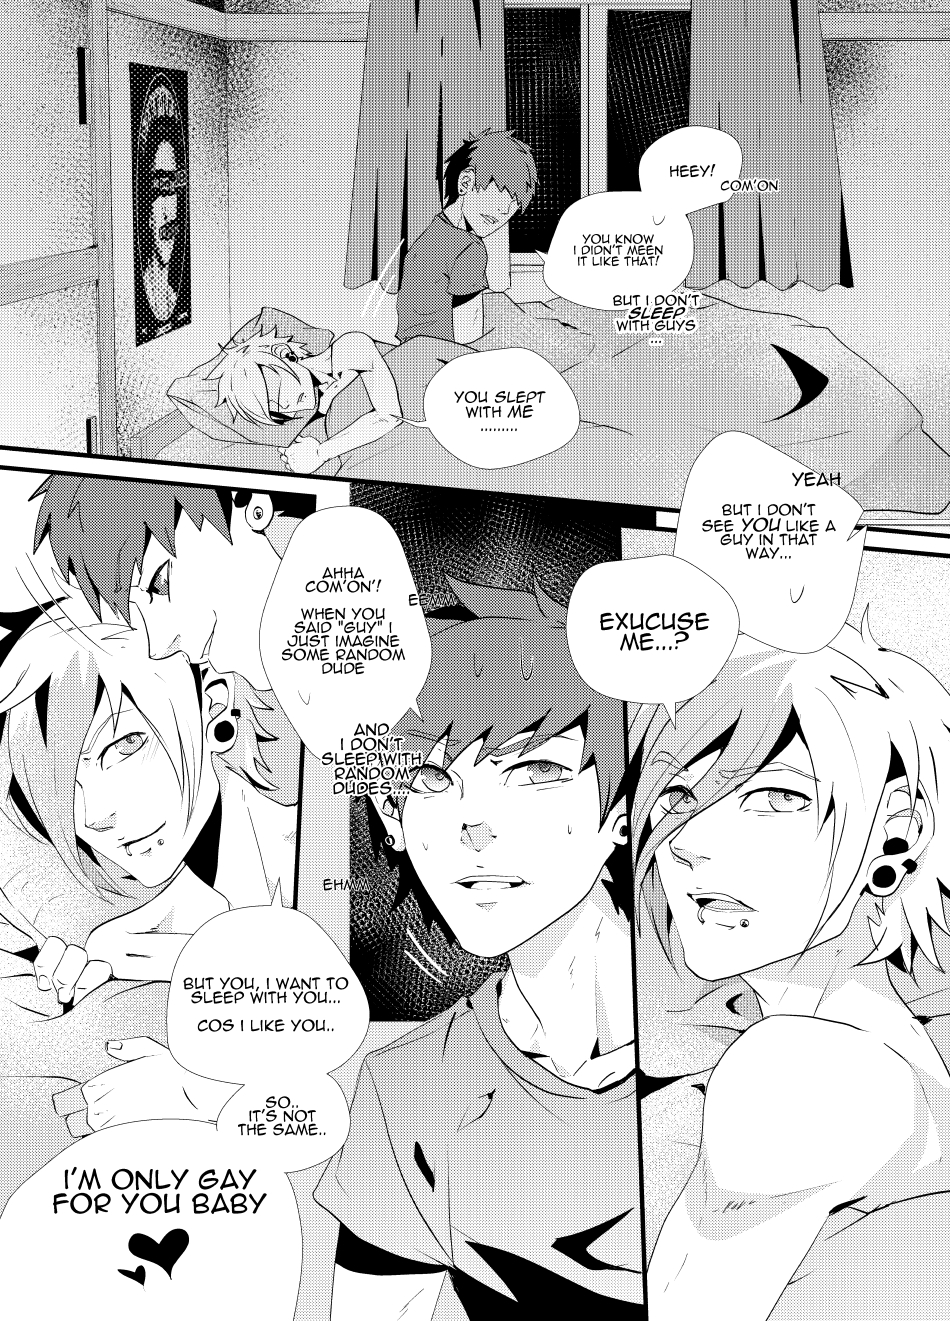 HEEY!
COM'ON
YOU KNOW
I DIDN'T MEEN
IT LIKE THAT!
BUT I DON'T
SLEEP
WITH GUYS
...
YOU SLEPT
WITH ME
.........
YEAH
BUT I DON'T
SEE YOU LIKE A
GUY IN THAT
WAY...
EXUCUSE
ME...?
EEMM
AHHA
COM'ON'!
WHEN YOU
SAID "GUY" I
JUST IMAGINE
SOME RANDOM
DUDE
AND
I DON'T
SLEEP WITH
RANDOM
DUDES....
EHMM
BUT YOU, I WANT TO
SLEEP WITH YOU...
COS I LIKE YOU..
SO..
IT'S NOT
THE SAME..
I'M ONLY GAY
FOR YOU BABY